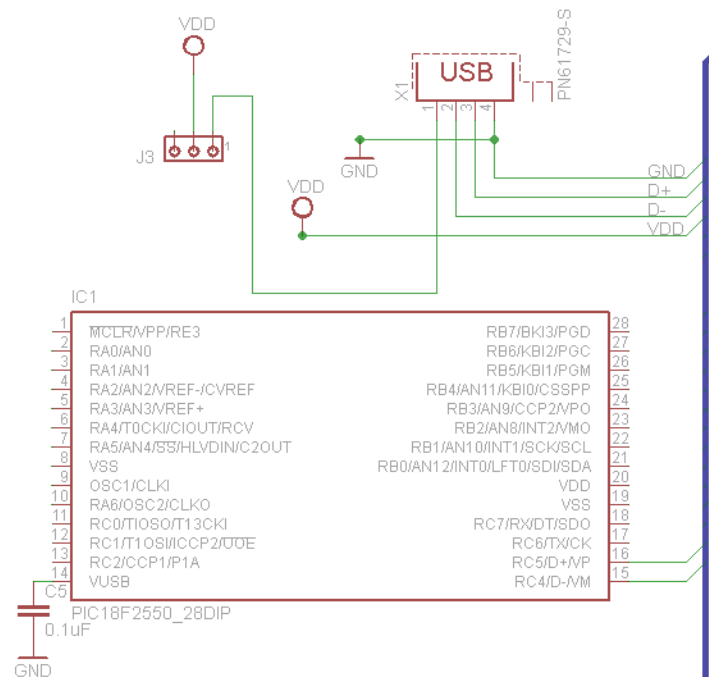 VDD
PN61729-S
USB
X1
1
2
3
4
J3
1
GND
VDD
GND
D+
D-
VDD
IC1
1 MCLR/VPP/RE3
2 RA0/AN0
3 RA1/AN1
4 RA2/AN2/VREF-/CVREF
5 RA3/AN3/VREF+
6 RA4/T0CKI/CIOUT/RCV
7 RA5/AN4/SS/HLVDIN/C2OUT
8 VSS
9 OSC1/CLKI
10 RA6/OSC2/CLKO
11 RC0/TIOSO/T13CKI
12 RC1/T1OSI/ICCP2/UOE
13 RC2/CCP1/P1A
14 VUSB
RB7/BKI3/PGD 28
RB6/KBI2/PGC 27
RB5/KBI1/PGM 26
RB4/AN11/KBI0/CSSPP 25
RB3/AN9/CCP2/VPO 24
RB2/AN8/INT2/VMO 23
RB1/AN10/INT1/SCK/SCL 22
RB0/AN12/INT0/LFT0/SDI/SDA 21
VDD 20
VSS 19
RC7/RX/DT/SDO 18
RC6/TX/CK 17
RC5/D+/VP 16
RC4/D-/VM 15
C5
PIC18F2550_28DIP
0.1uF
GND